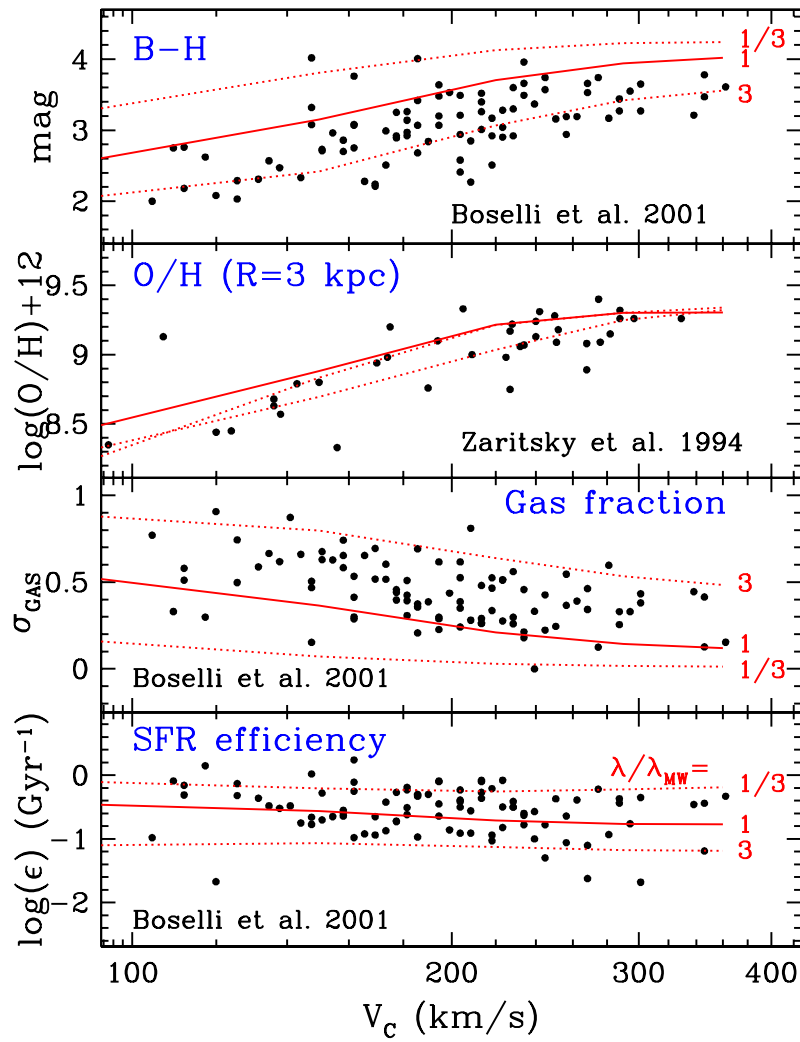 B-H
1/3
1
3
4
3
2
mag
Boselli et al. 2001
O/H (R=3 kpc)
9.5
9
8.5
log(O/H)+12
Zaritsky et al. 1994
Gas fraction
1
0.5
0
σGAS
3
1
1/3
Boselli et al. 2001
SFR efficiency
λ/λMW=
1/3
1
3
0
-1
-2
log(ϵ) (Gyr⁻¹)
Boselli et al. 2001
100
200
300
400
VC (km/s)